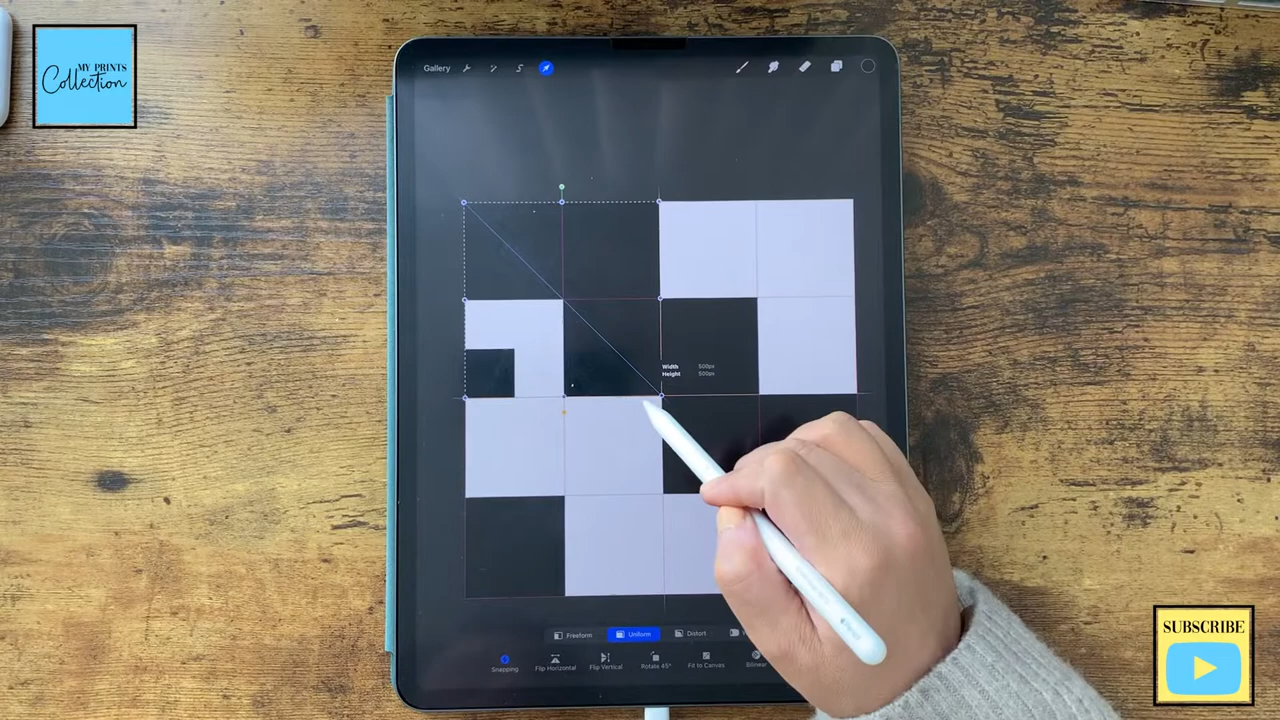 MY PRINTS
Collection
Gallery
Width 500px
Height 500px
Freeform
Uniform
Distort
Snapping
Flip Horizontal
Flip Vertical
Rotate 45°
Fit to Canvas
Bilinear
SUBSCRIBE